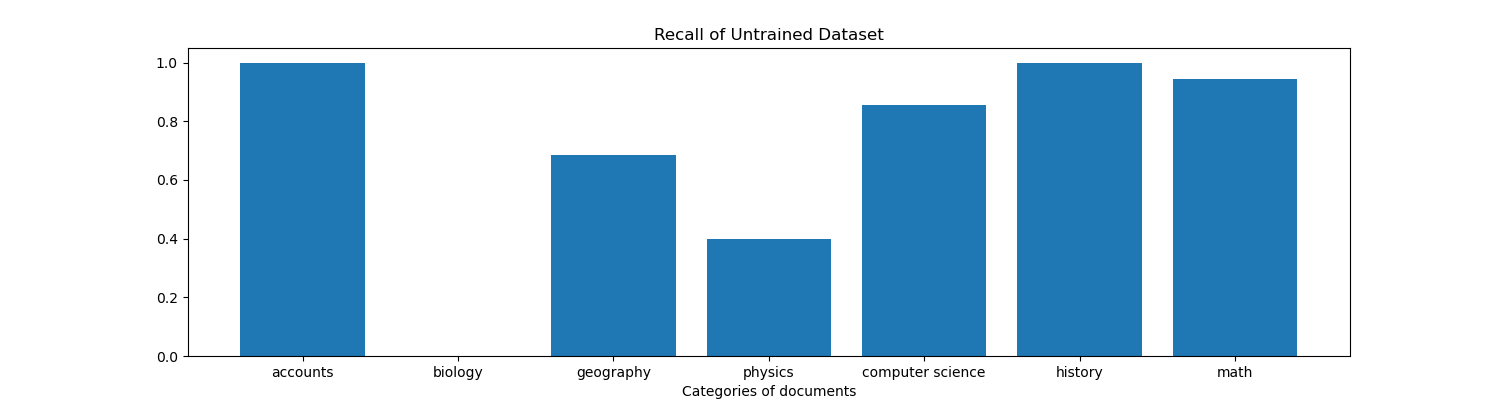 Recall of Untrained Dataset
1.0
0.8
0.6
0.4
0.2
0.0
accounts biology geography physics computer science history math
Categories of documents